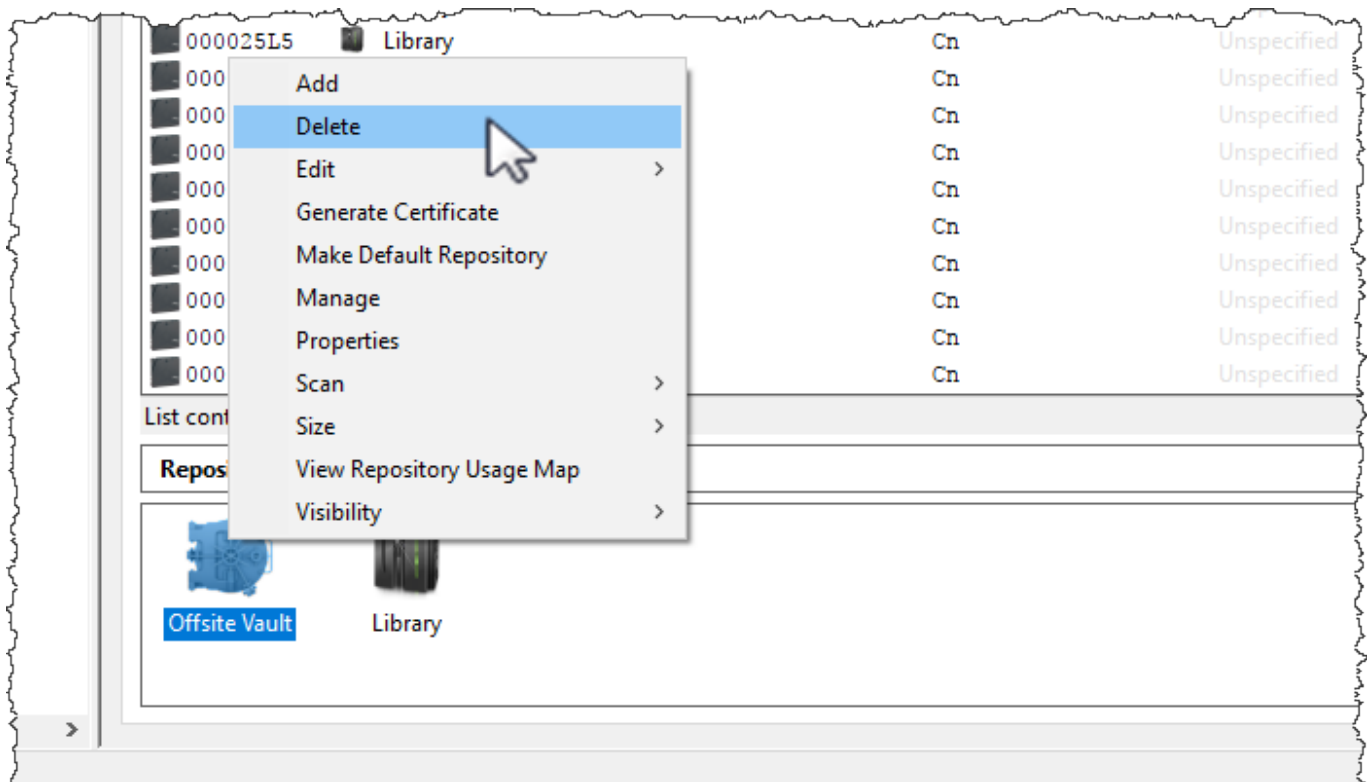 000025L5 Library Cn Unspecified
000 Cn Unspecified
Add
000 Cn Unspecified
Delete
000 Cn Unspecified
Edit
000 Cn Unspecified
Generate Certificate
000 Cn Unspecified
Make Default Repository
000 Cn Unspecified
Manage
000 Cn Unspecified
Properties
000 Cn Unspecified
Scan
000 Cn Unspecified
List cont
Size
Repos
View Repository Usage Map
Visibility
Offsite Vault Library